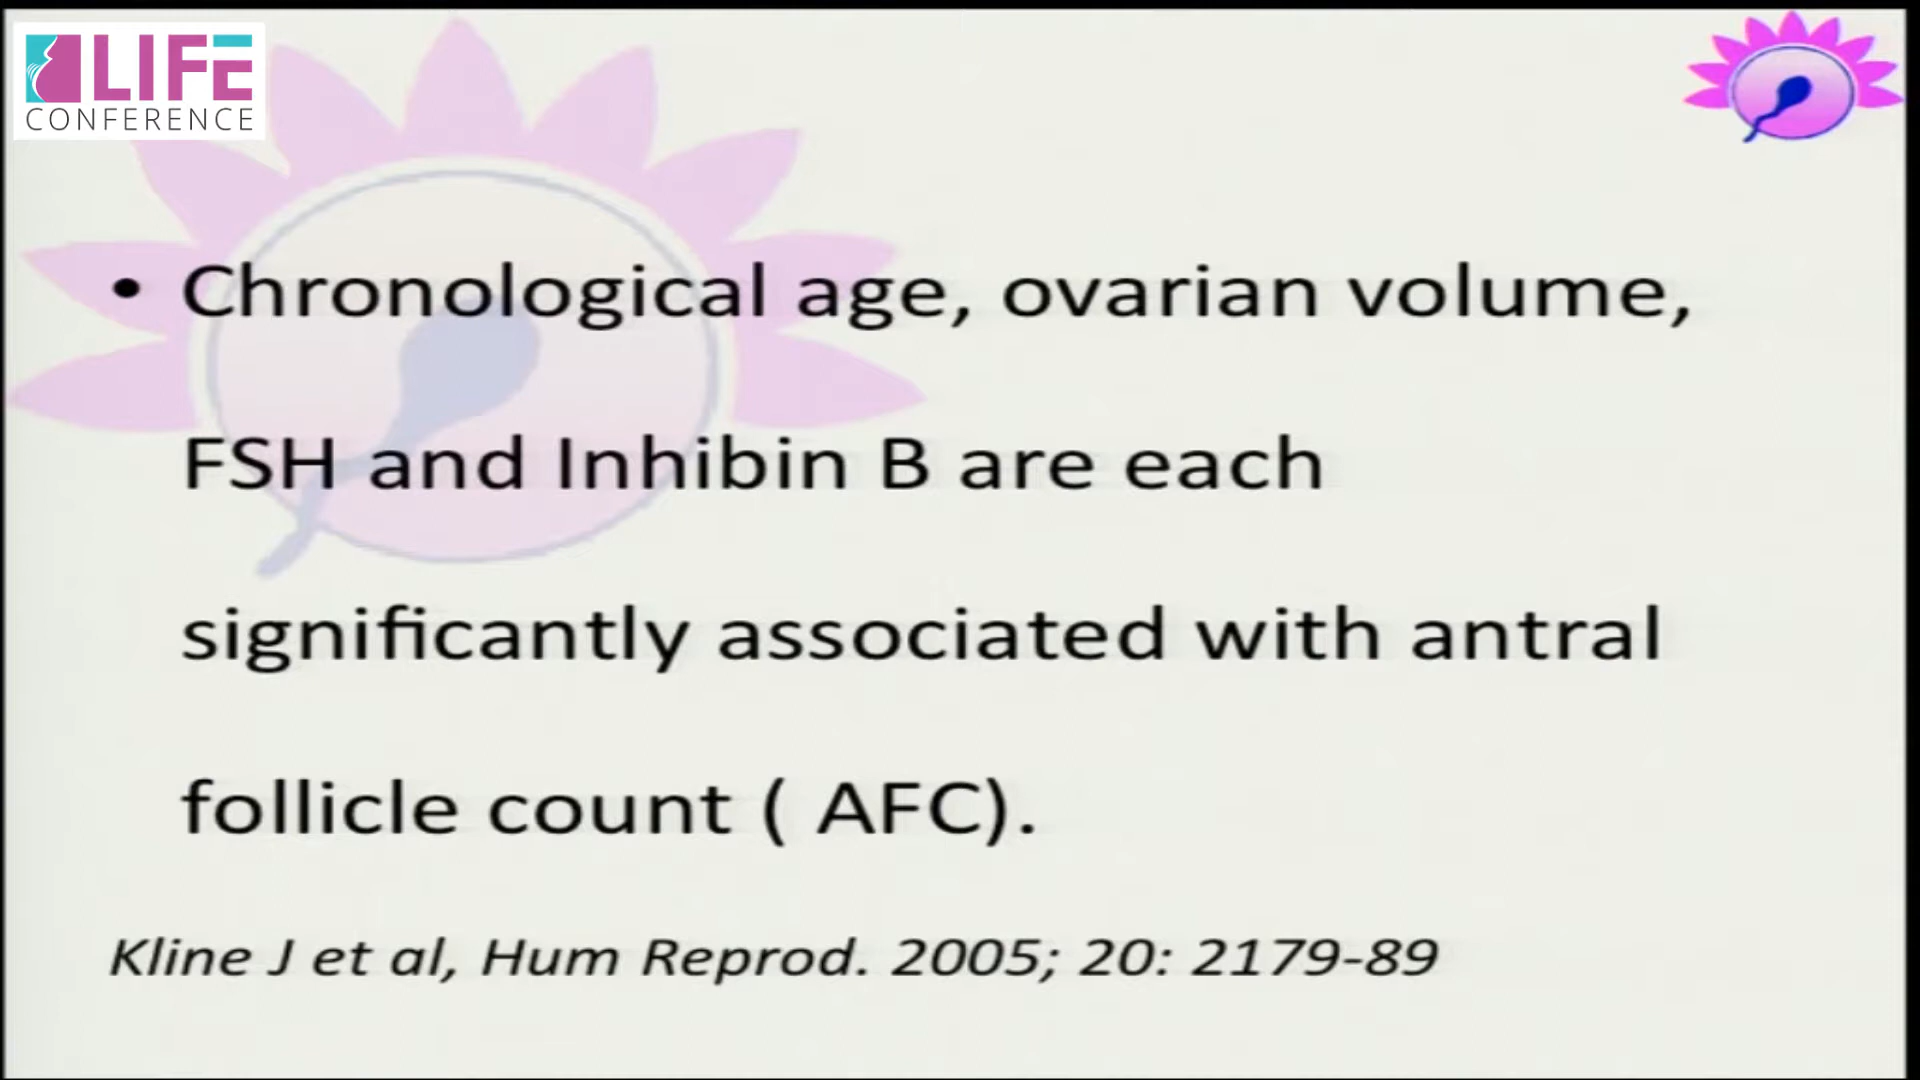 LIFE
CONFERENCE
• Chronological age, ovarian volume,
FSH and Inhibin B are each
significantly associated with antral
follicle count ( AFC).
Kline J et al, Hum Reprod. 2005; 20: 2179-89